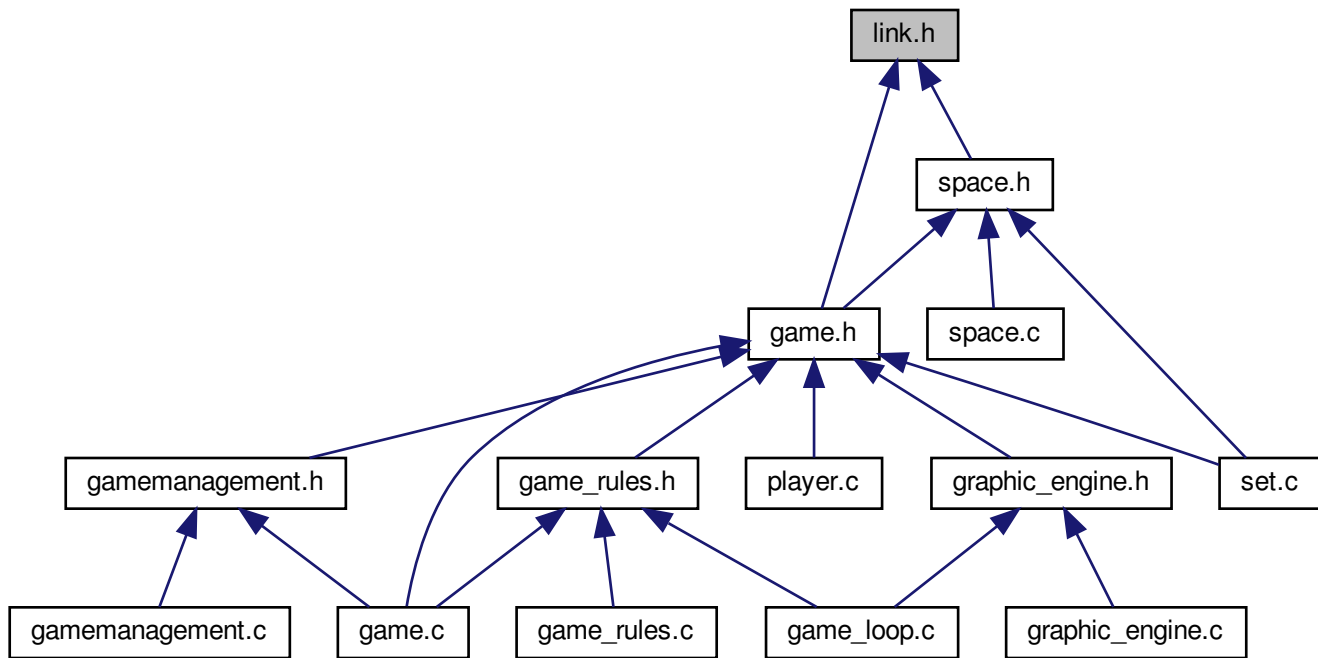 link.h
space.h
game.h
space.c
gamemanagement.h
game_rules.h
player.c
graphic_engine.h
set.c
gamemanagement.c
game.c
game_rules.c
game_loop.c
graphic_engine.c